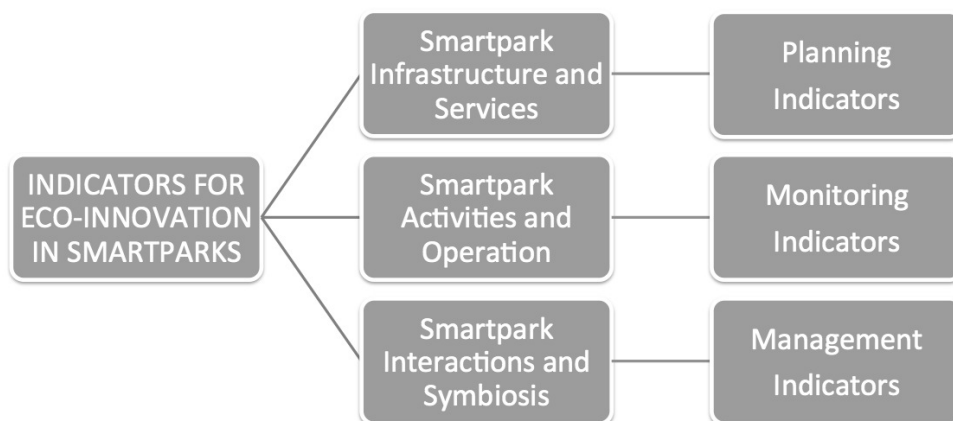 Smartpark
Infrastructure and
Services
Planning
Indicators
INDICATORS FOR
ECO-INNOVATION
IN SMARTPARKS
Smartpark
Activities and
Operation
Monitoring
Indicators
Smartpark
Interactions and
Symbiosis
Management
Indicators